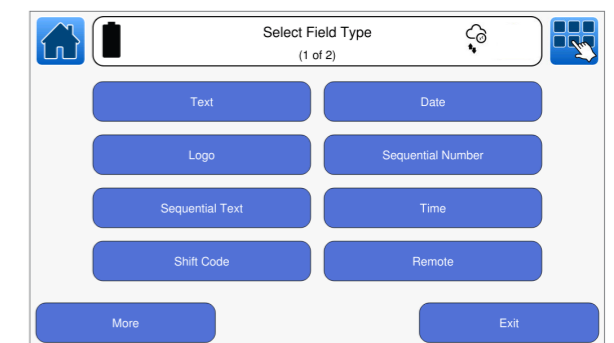 Select Field Type
(1 of 2)
Text
Date
Logo
Sequential Number
Sequential Text
Time
Shift Code
Remote
More
Exit